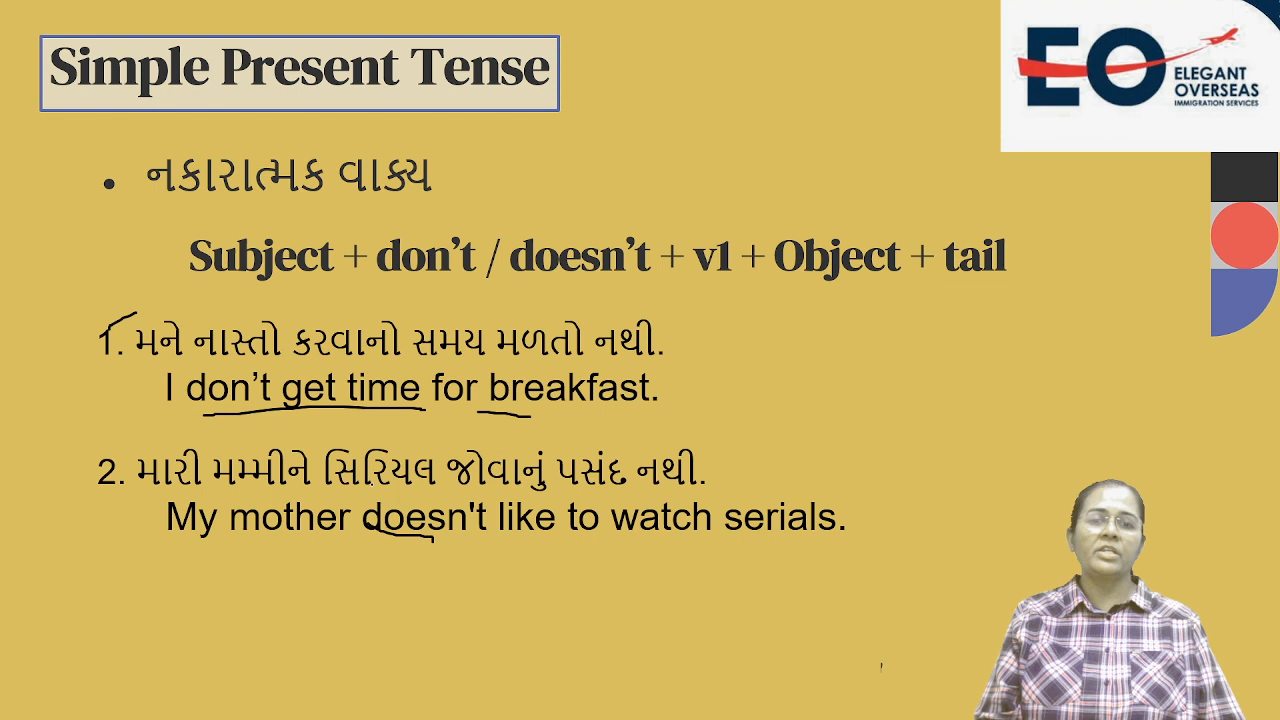 Simple Present Tense
EO ELEGANT
OVERSEAS
IMMIGRATION SERVICES
• નકારાત્મક વાક્ય
Subject + don’t / doesn’t + v1 + Object + tail
1. મને નાસ્તો કરવાનો સમય મળતો નથી.
I don’t get time for breakfast.
2. મારી મમ્મીને સિરિયલ જોવાનું પસંદ નથી.
My mother doesn't like to watch serials.